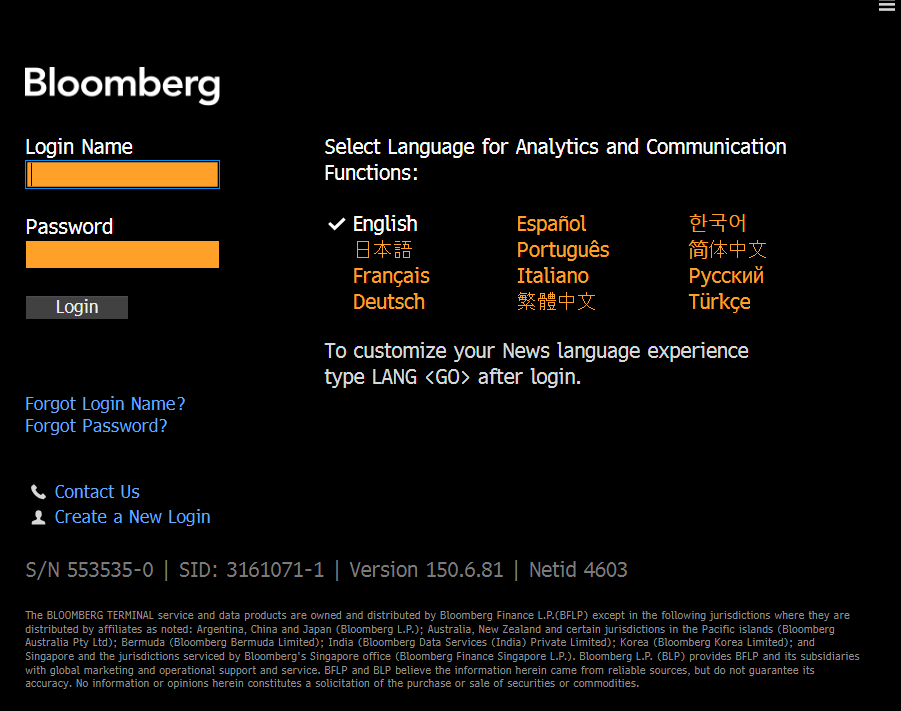 Bloomberg
Login Name
Password
Login
Forgot Login Name?
Forgot Password?
Contact Us
Create a New Login
Select Language for Analytics and Communication
Functions:
English
Español
한국어
日本語
Português
简体中文
Français
Italiano
Русский
Deutsch
繁體中文
Türkçe
To customize your News language experience
type LANG <GO> after login.
S/N 553535-0 | SID: 3161071-1 | Version 150.6.81 | Netid 4603
The BLOOMBERG TERMINAL service and data products are owned and distributed by Bloomberg Finance L.P.(BFLP) except in the following jurisdictions where they are
distributed by affiliates as noted: Argentina, China and Japan (Bloomberg L.P.); Australia, New Zealand and certain jurisdictions in the Pacific islands (Bloomberg
Australia Pty Ltd); Bermuda (Bloomberg Bermuda Limited); India (Bloomberg Data Services (India) Private Limited); Korea (Bloomberg Korea Limited); and
Singapore and the jurisdictions serviced by Bloomberg's Singapore office (Bloomberg Finance Singapore L.P.). Bloomberg L.P. (BLP) provides BFLP and its subsidiaries
with global marketing and operational support and service. BFLP and BLP believe the information herein came from reliable sources, but do not guarantee its
accuracy. No information or opinions herein constitutes a solicitation of the purchase or sale of securities or commodities.